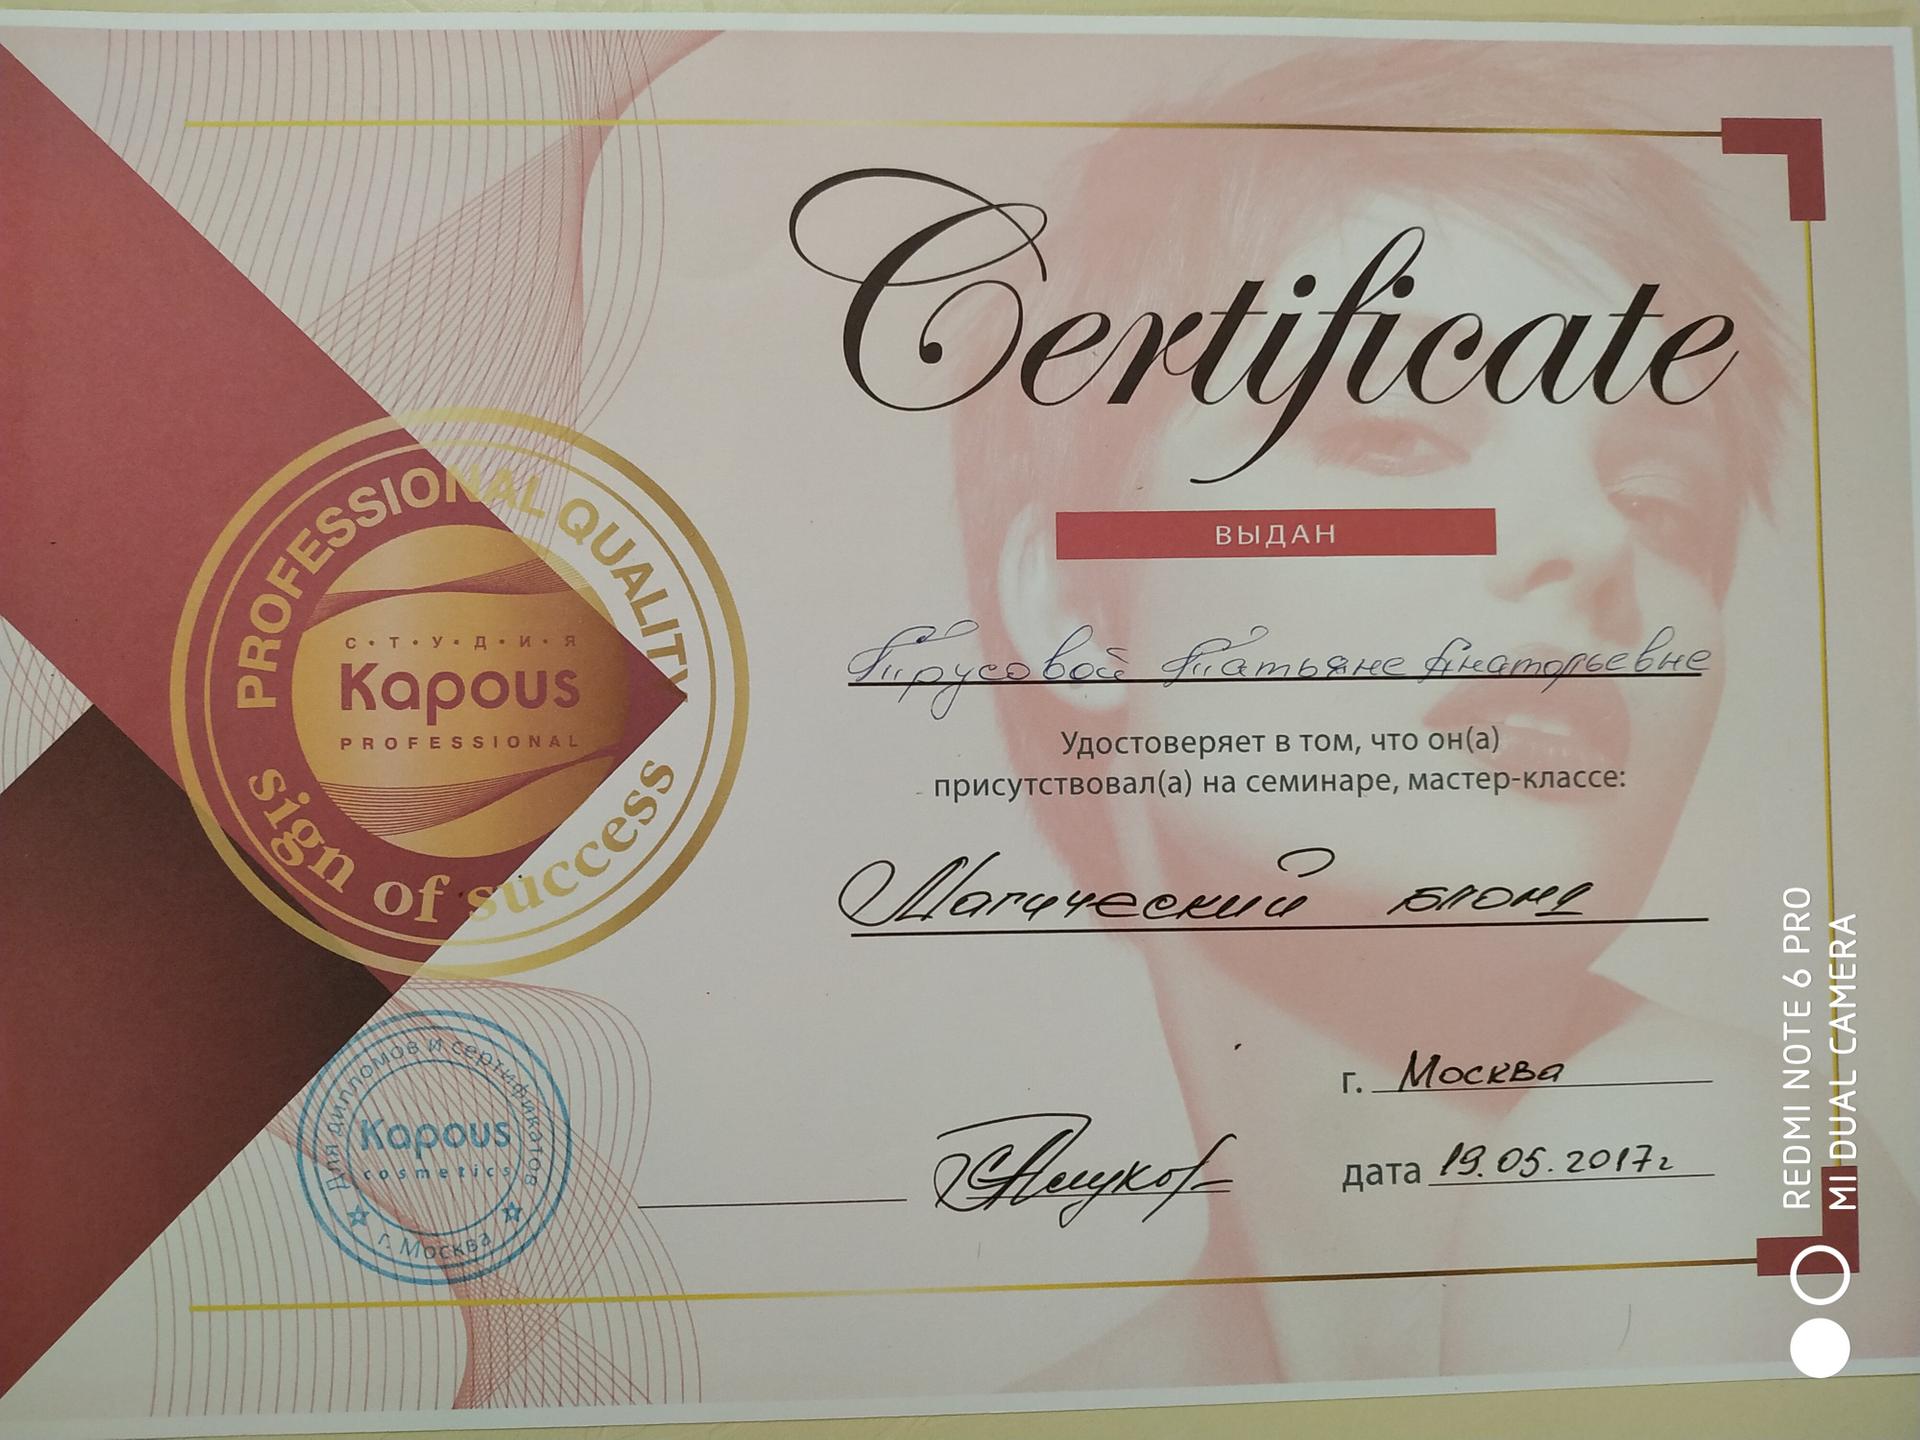 Certificate
ВЫДАН
Трусовой Татьяне Анатольевне
Удостоверяет в том, что он(а)
присутствовал(а) на семинаре, мастер-классе:
Магический блонд
г. Москва
дата 19.05.2017г
PROFESSIONAL QUALITY
С•Т•У•Д•И•Я
Kapous
PROFESSIONAL
sign of success
Для дипломов и сертификатов
Kapous
cosmetics
г. Москва
REDMI NOTE 6 PRO
MI DUAL CAMERA